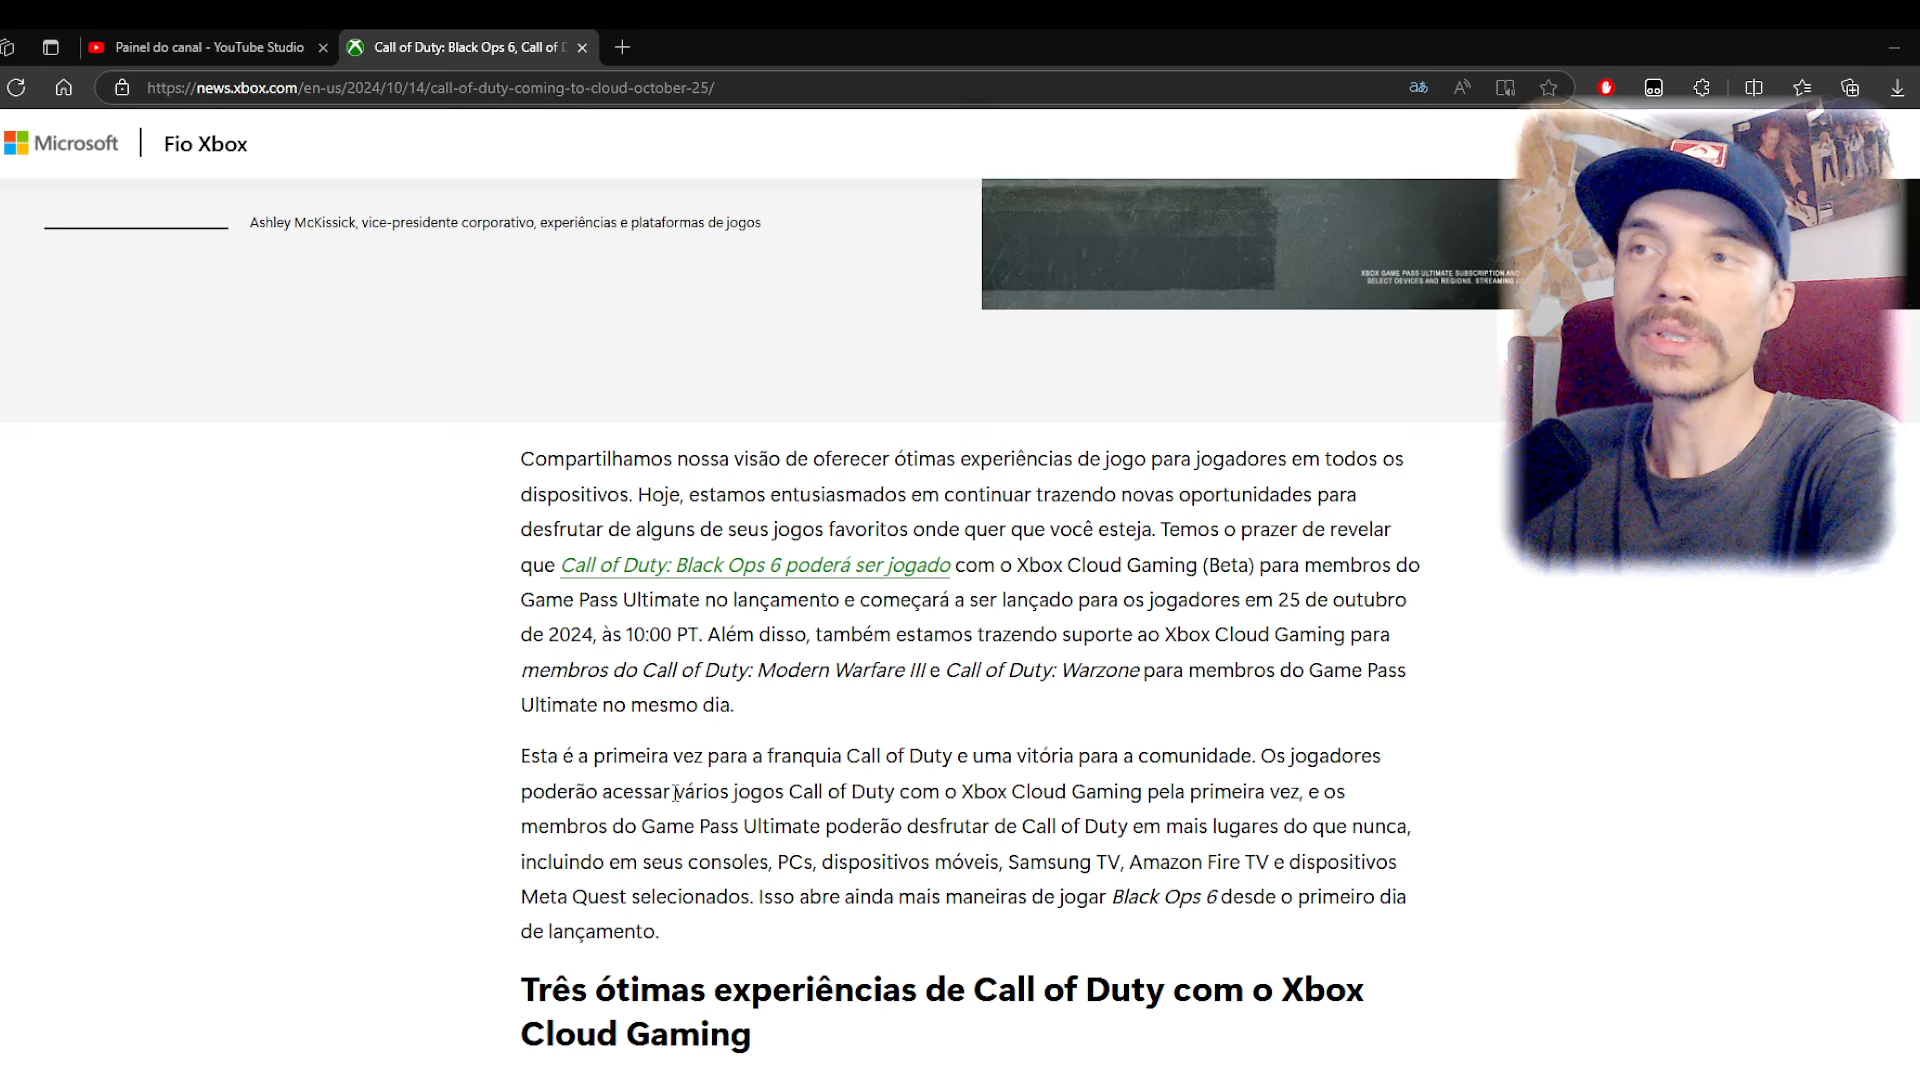 Painel do canal - YouTube Studio
Call of Duty: Black Ops 6, Call of
https://news.xbox.com/en-us/2024/10/14/call-of-duty-coming-to-cloud-october-25/
Microsoft
Fio Xbox
Ashley McKissick, vice-presidente corporativo, experiências e plataformas de jogos
XBOX GAME PASS ULTIMATE SUBSCRIPTION AND
SELECT DEVICES AND REGIONS. STREAMING
Compartilhamos nossa visão de oferecer ótimas experiências de jogo para jogadores em todos os
dispositivos. Hoje, estamos entusiasmados em continuar trazendo novas oportunidades para
desfrutar de alguns de seus jogos favoritos onde quer que você esteja. Temos o prazer de revelar
que Call of Duty: Black Ops 6 poderá ser jogado com o Xbox Cloud Gaming (Beta) para membros do
Game Pass Ultimate no lançamento e começará a ser lançado para os jogadores em 25 de outubro
de 2024, às 10:00 PT. Além disso, também estamos trazendo suporte ao Xbox Cloud Gaming para
membros do Call of Duty: Modern Warfare III e Call of Duty: Warzone para membros do Game Pass
Ultimate no mesmo dia.
Esta é a primeira vez para a franquia Call of Duty e uma vitória para a comunidade. Os jogadores
poderão acessar vários jogos Call of Duty com o Xbox Cloud Gaming pela primeira vez, e os
membros do Game Pass Ultimate poderão desfrutar de Call of Duty em mais lugares do que nunca,
incluindo em seus consoles, PCs, dispositivos móveis, Samsung TV, Amazon Fire TV e dispositivos
Meta Quest selecionados. Isso abre ainda mais maneiras de jogar Black Ops 6 desde o primeiro dia
de lançamento.
Três ótimas experiências de Call of Duty com o Xbox
Cloud Gaming